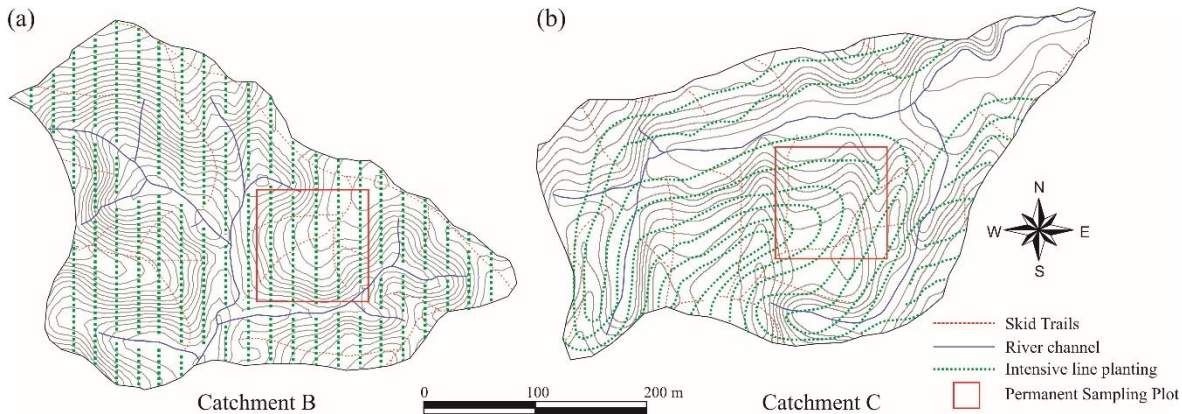 (a)
(b)
N
W E
S
Skid Trails
River channel
Intensive line planting
Permanent Sampling Plot
0 100 200 m
Catchment B
Catchment C